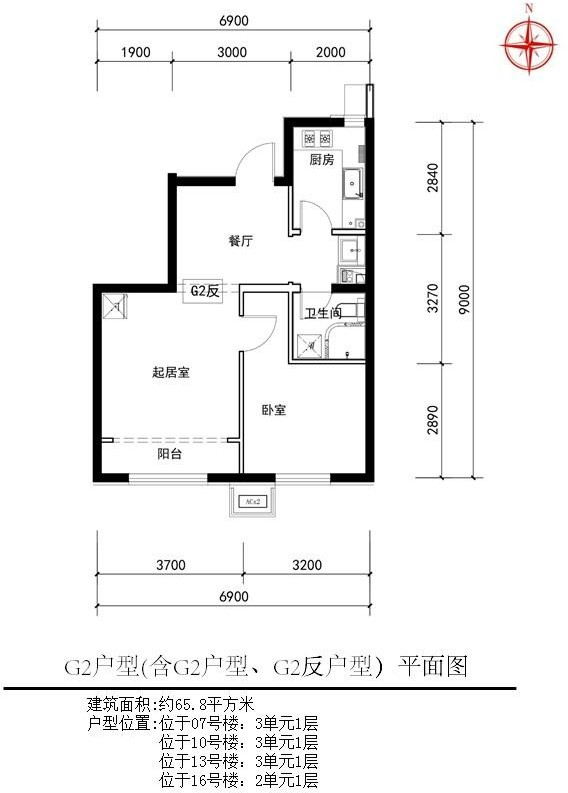 N
6900
1900 3000 2000
厨房
2840
餐厅
G2反
卫生间
3270
9000
起居室
卧室
2890
阳台
ACx2
3700 3200
6900
G2户型(含G2户型、G2反户型) 平面图
建筑面积:约65.8平方米
户型位置:位于07号楼: 3单元1层
位于10号楼: 3单元1层
位于13号楼: 3单元1层
位于16号楼: 2单元1层